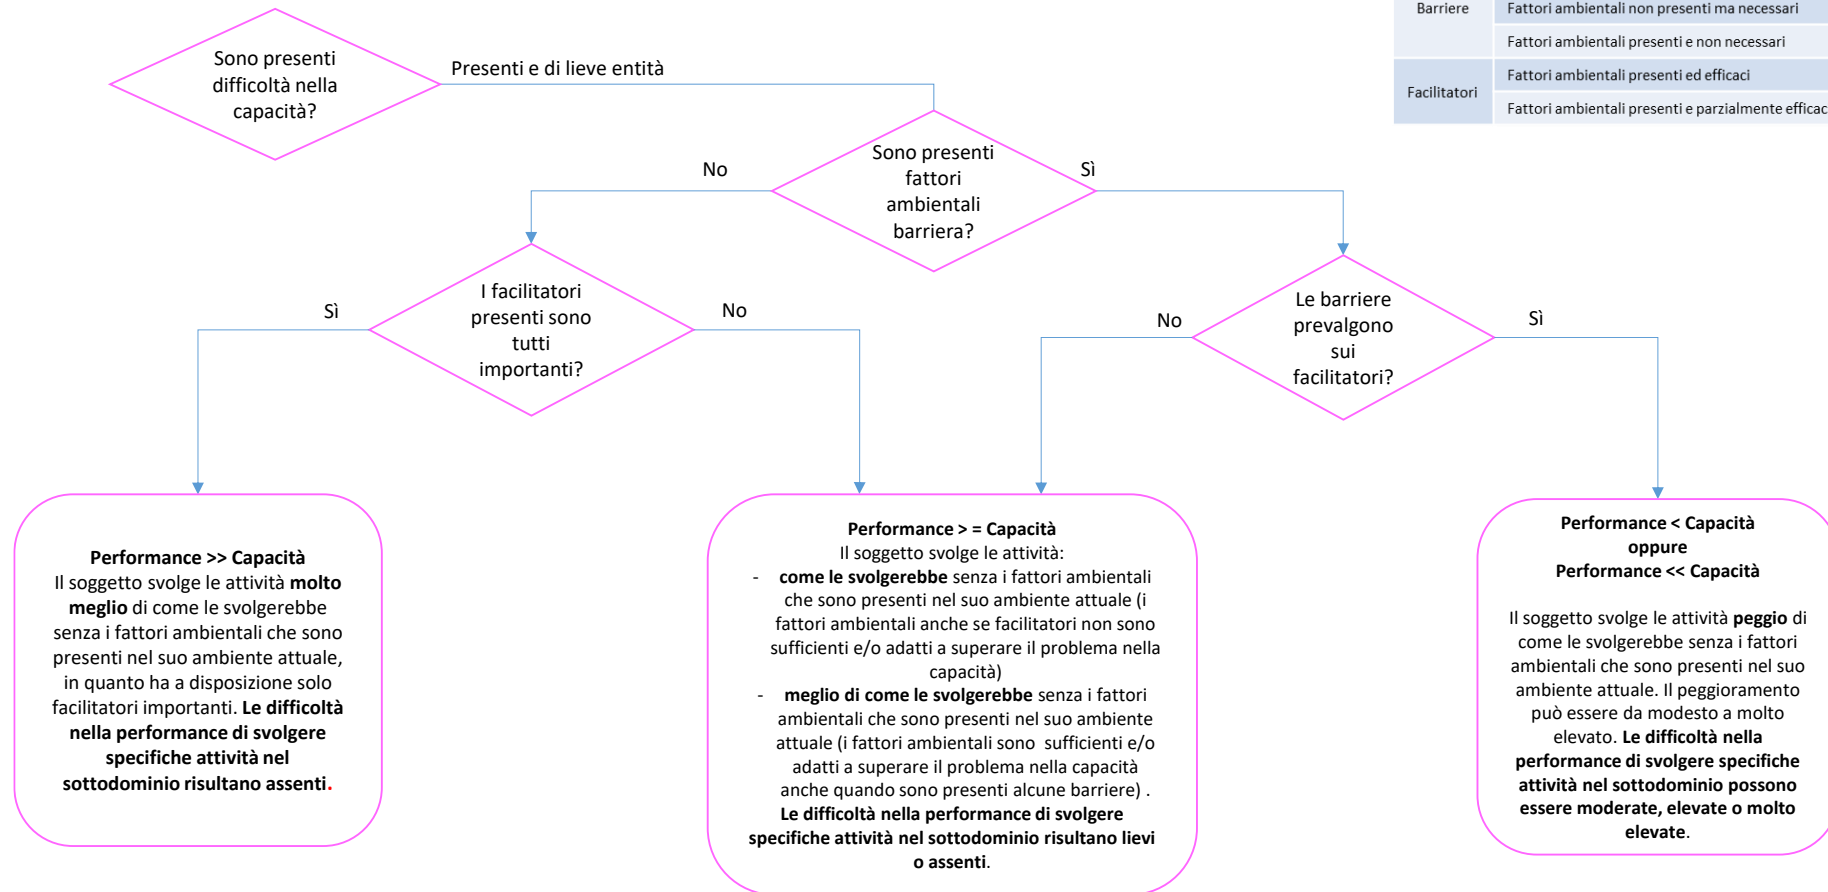 Barriere
Fattori ambientali non presenti ma necessari
Fattori ambientali presenti e non necessari
Facilitatori
Fattori ambientali presenti ed efficaci
Fattori ambientali presenti e parzialmente efficac
Sono presenti
difficoltà nella
capacità?
Presenti e di lieve entità
Sono presenti
fattori
ambientali
barriera?
No
Sì
I facilitatori
presenti sono
tutti
importanti?
Sì
No
Le barriere
prevalgono
sui
facilitatori?
No
Sì
Performance >> Capacità
Il soggetto svolge le attività molto
meglio di come le svolgerebbe
senza i fattori ambientali che sono
presenti nel suo ambiente attuale,
in quanto ha a disposizione solo
facilitatori importanti. Le difficoltà
nella performance di svolgere
specifiche attività nel
sottodominio risultano assenti.
Performance > = Capacità
Il soggetto svolge le attività:
- come le svolgerebbe senza i fattori ambientali
che sono presenti nel suo ambiente attuale (i
fattori ambientali anche se facilitatori non sono
sufficienti e/o adatti a superare il problema nella
capacità)
- meglio di come le svolgerebbe senza i fattori
ambientali che sono presenti nel suo ambiente
attuale (i fattori ambientali sono sufficienti e/o
adatti a superare il problema nella capacità
anche quando sono presenti alcune barriere) .
Le difficoltà nella performance di svolgere
specifiche attività nel sottodominio risultano lievi
o assenti.
Performance < Capacità
oppure
Performance << Capacità
Il soggetto svolge le attività peggio di
come le svolgerebbe senza i fattori
ambientali che sono presenti nel suo
ambiente attuale. Il peggioramento
può essere da modesto a molto
elevato. Le difficoltà nella
performance di svolgere specifiche
attività nel sottodominio possono
essere moderate, elevate o molto
elevate.